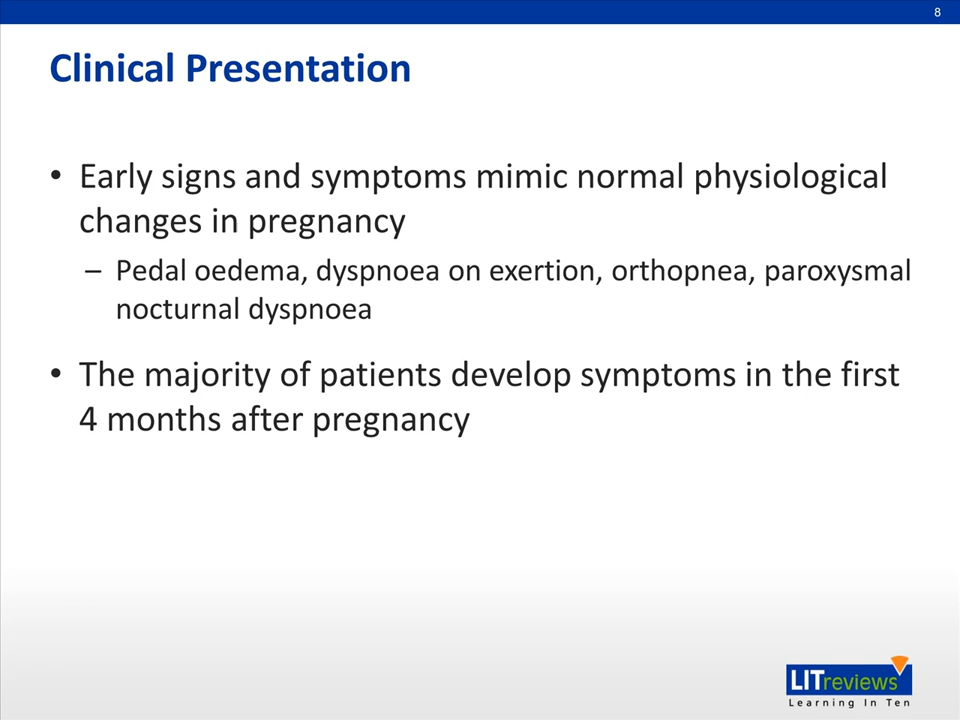 8
Clinical Presentation
• Early signs and symptoms mimic normal physiological
changes in pregnancy
– Pedal oedema, dyspnoea on exertion, orthopnea, paroxysmal
nocturnal dyspnoea
• The majority of patients develop symptoms in the first
4 months after pregnancy
LITreviews
Learning In Ten